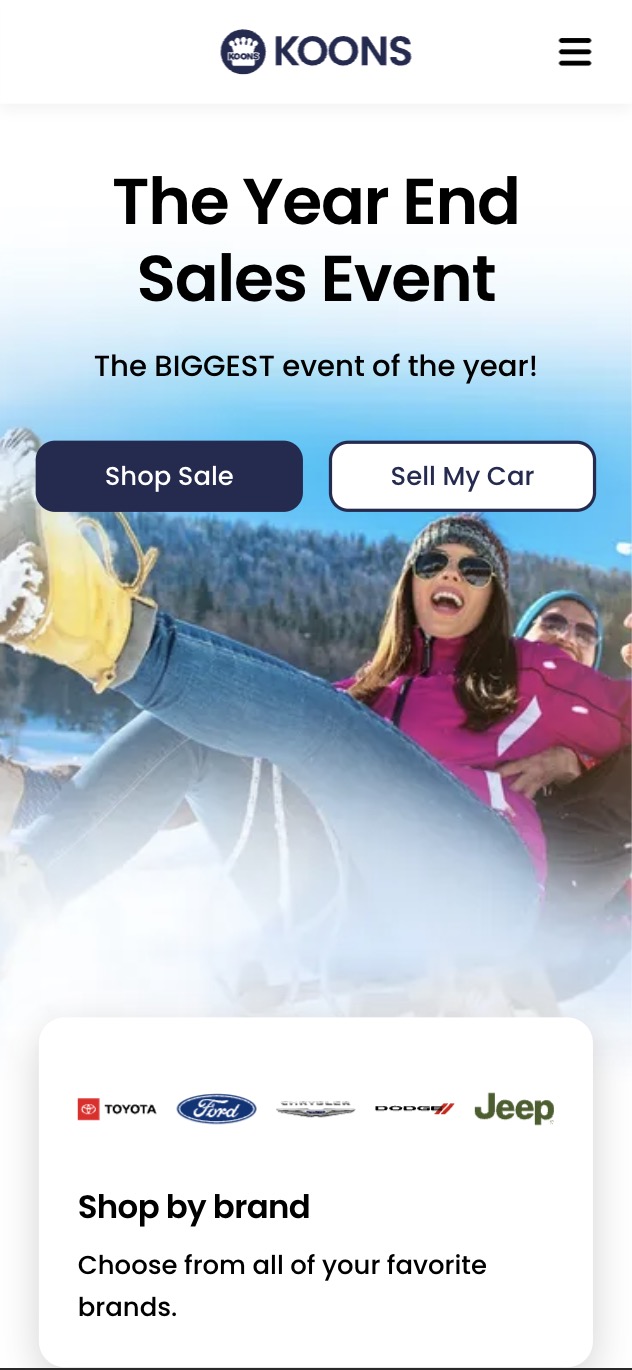 KOONS KOONS
The Year End
Sales Event
The BIGGEST event of the year!
Shop Sale Sell My Car
TOYOTA Ford CHRYSLER DODGE Jeep
Shop by brand
Choose from all of your favorite
brands.